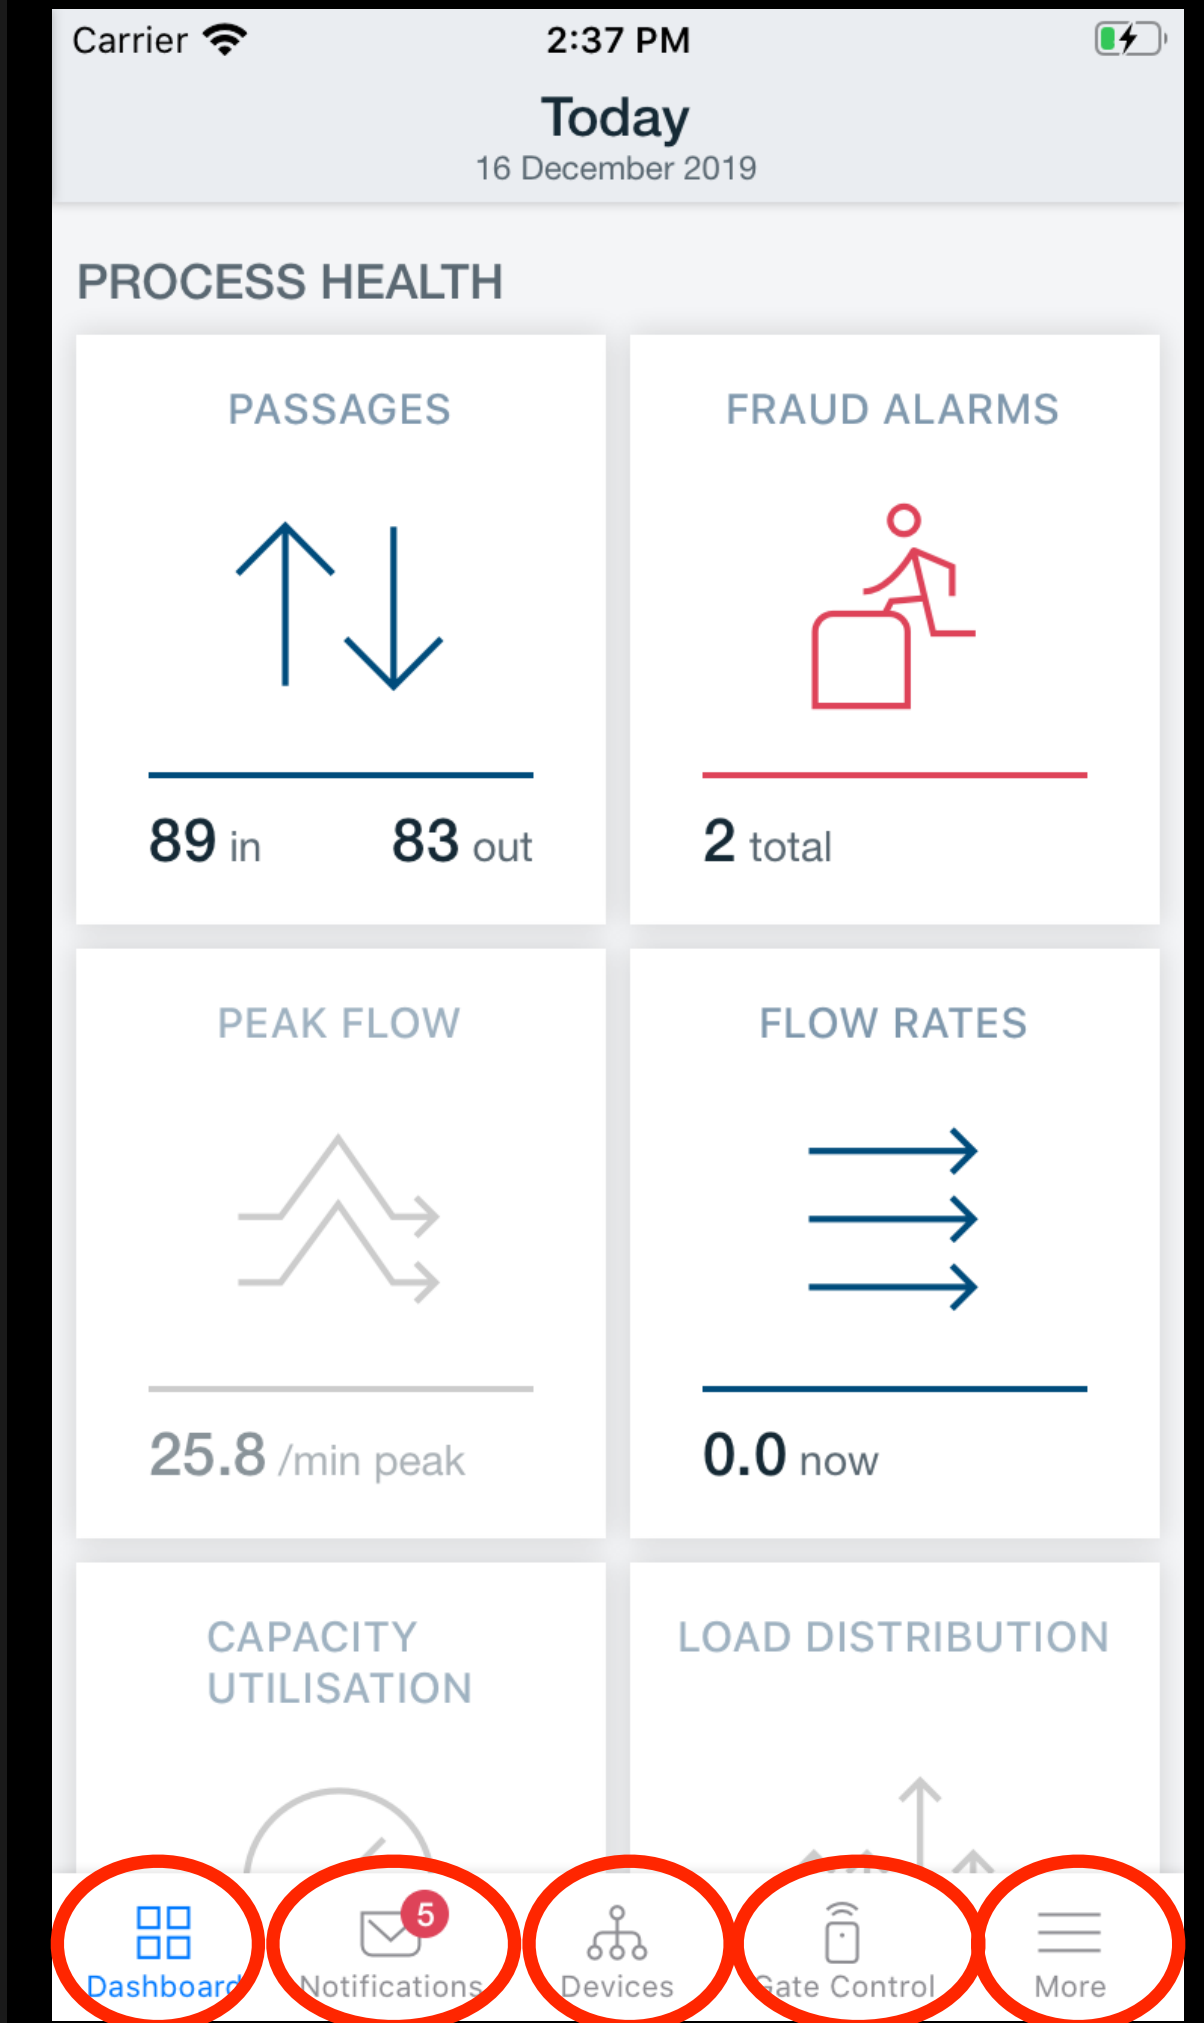 Carrier 2:37 PM
Today
16 December 2019
PROCESS HEALTH
PASSAGES
89 in 83 out
FRAUD ALARMS
2 total
PEAK FLOW
25.8 /min peak
FLOW RATES
0.0 now
CAPACITY
UTILISATION
LOAD DISTRIBUTION
5
Dashboard Notifications Devices Gate Control More